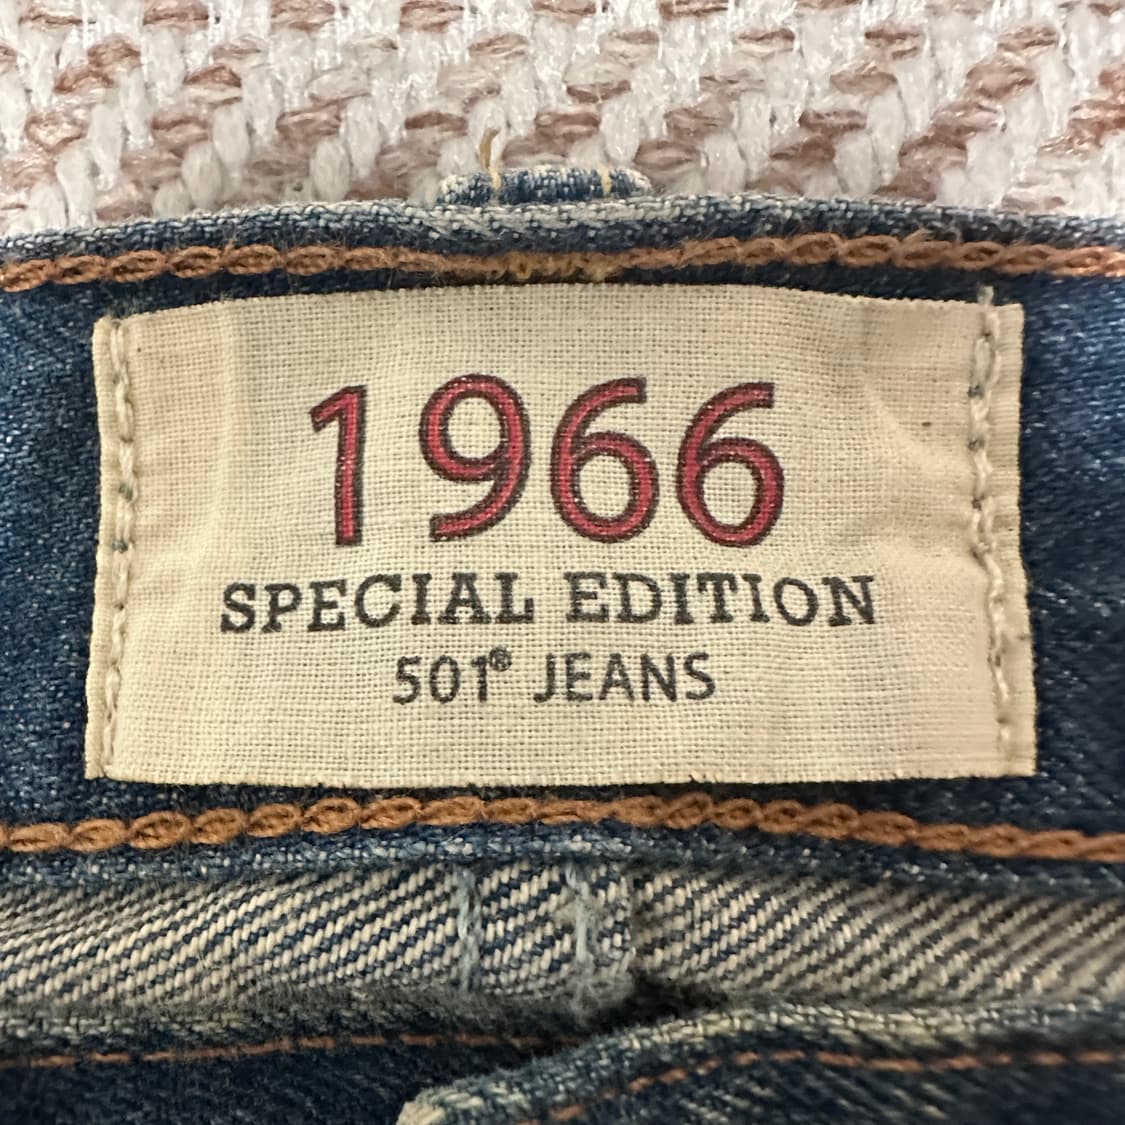 1966
SPECIAL EDITION
501® JEANS